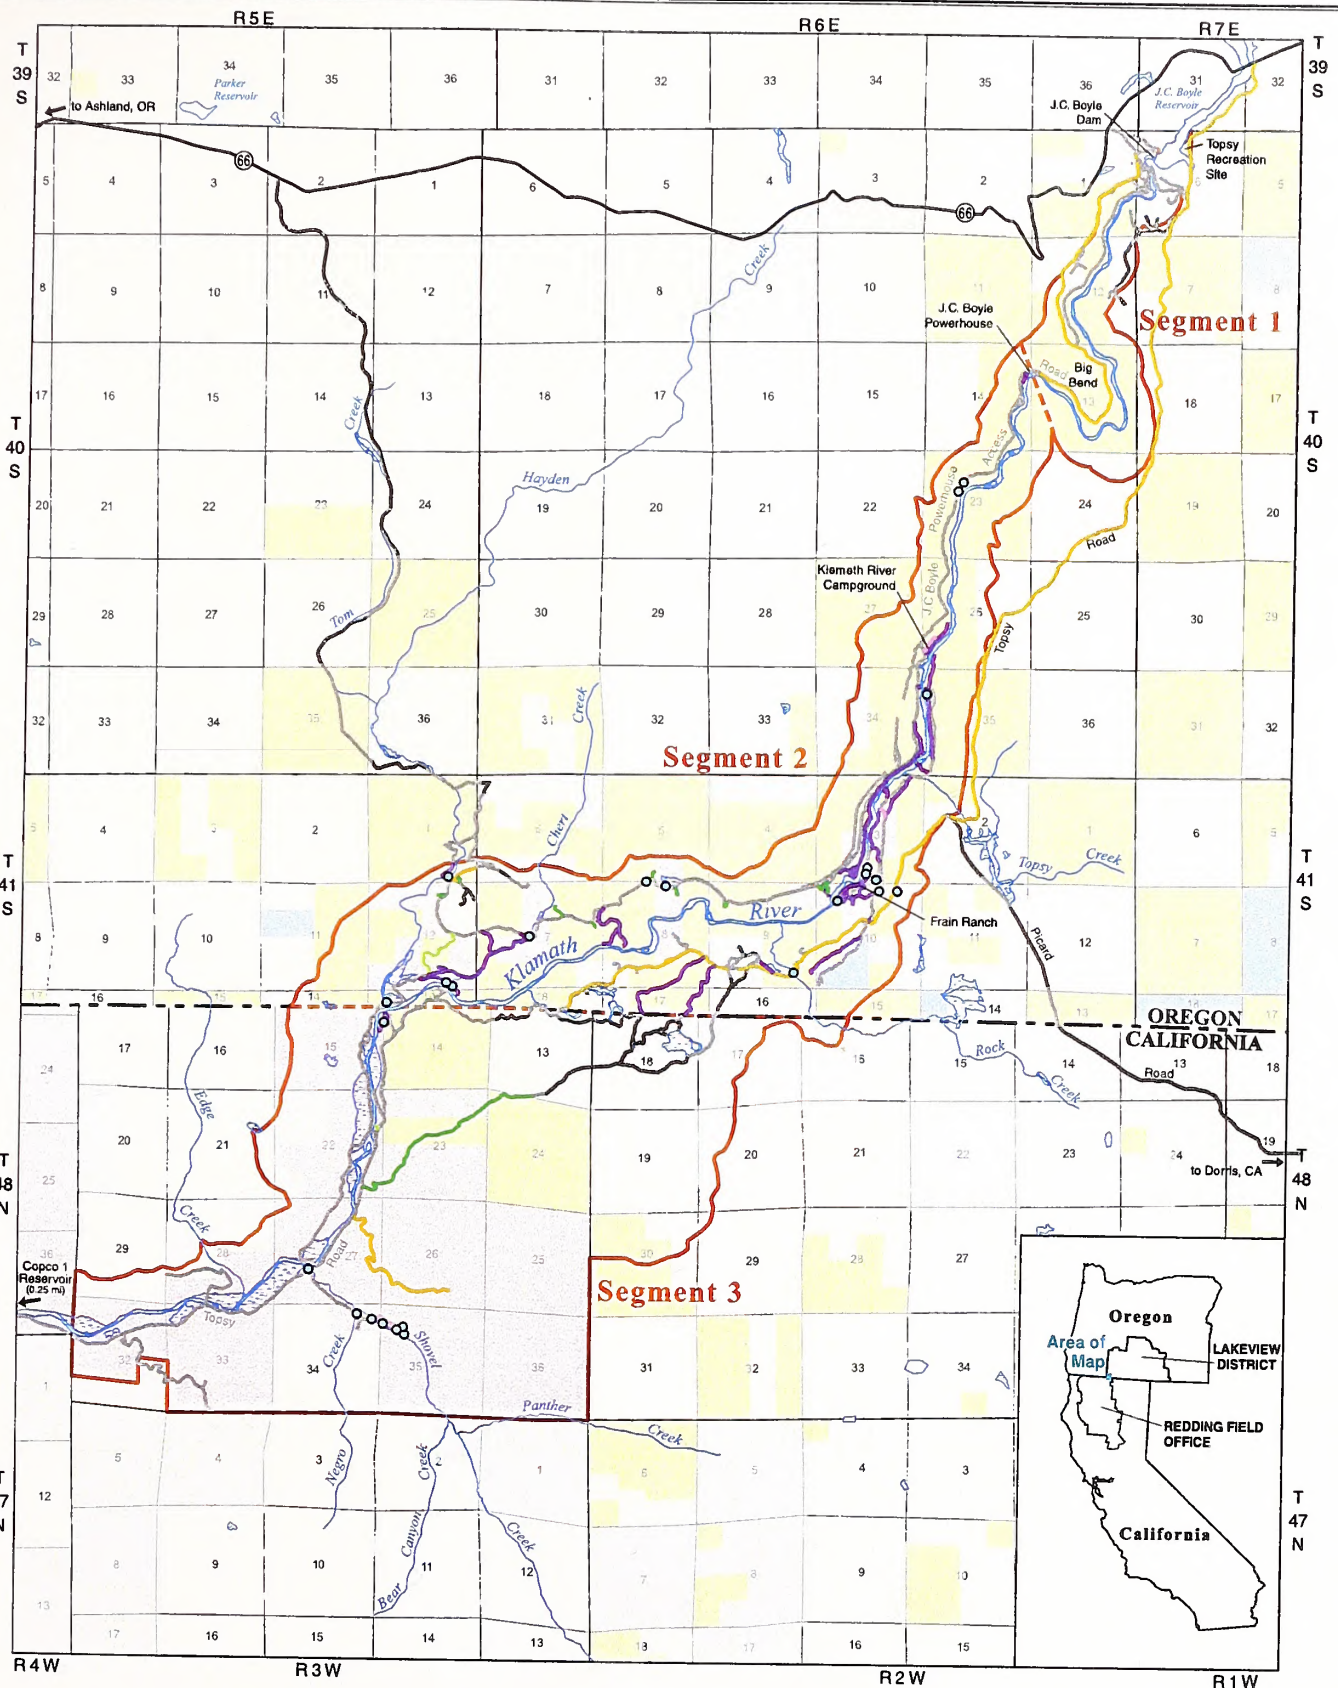 R5E R6E R7E
T
39
S
T
39
S
32 33 34 35 36 31 32 33 34 35 36 31 32
Parker
Reservoir
to Ashland, OR
J.C. Boyle
Reservoir
J.C. Boyle
Dam
Topsy
Recreation
Site
66
66
5 4 3 2 1 6 5 4 3 2 1 6 5
Creek
8 9 10 11 12 7 8 9 10 11 12 7 8
J.C. Boyle
Powerhouse
Segment 1
Big
Bend
Road
17 16 15 14 13 18 17 16 15 14 13 18 17
Creek
T
40
S
T
40
S
Access
Hayden
20 21 22 23 24 19 20 21 22 23 24 19 20
Powerhouse
Road
Klamath River
Campground
J.C Boyle
29 28 27 26 25 30 29 28 27 26 25 30 29
Tom
Topsy
32 33 34 35 36 31 32 33 34 35 36 31 32
Creek
Segment 2
7
5 4 3 2 1 6 5 4 2 1 6 5
Chert
Topsy Creek
T
41
S
T
41
S
River
Frain Ranch
8 9 10 11 12 7 8 9 10 11 12 7 8
Klamath
Picard
17 16 15 14 18 17 16 15 14 13 18 17
OREGON
CALIFORNIA
24 17 16 15 14 13 18 17 15 15 14 13 18
Rock
Creek
Road
Edge
20 21 22 23 24 19 20 21 22 23 24 19
to Dorris, CA
T
48
N
T
48
N
25
Creek
36 29 28 27 26 25 30 29 28 27
Road
Copco 1
Reservoir
(0.25 mi)
Segment 3
Topsy
Creek
Shovel
1 32 33 34 35 36 31 32 33 34
Panther
Creek
Oregon
Area of
Map
LAKEVIEW
DISTRICT
REDDING FIELD
OFFICE
California
5 4 3 2 1 6 5 4 3
Negro
Creek
12
Canyon
Creek
T
47
N
8 9 10 11 12 7 8 9 10
Bear
13
17 16 15 14 13 18 17 16 15
R4W R3W R2W R1W